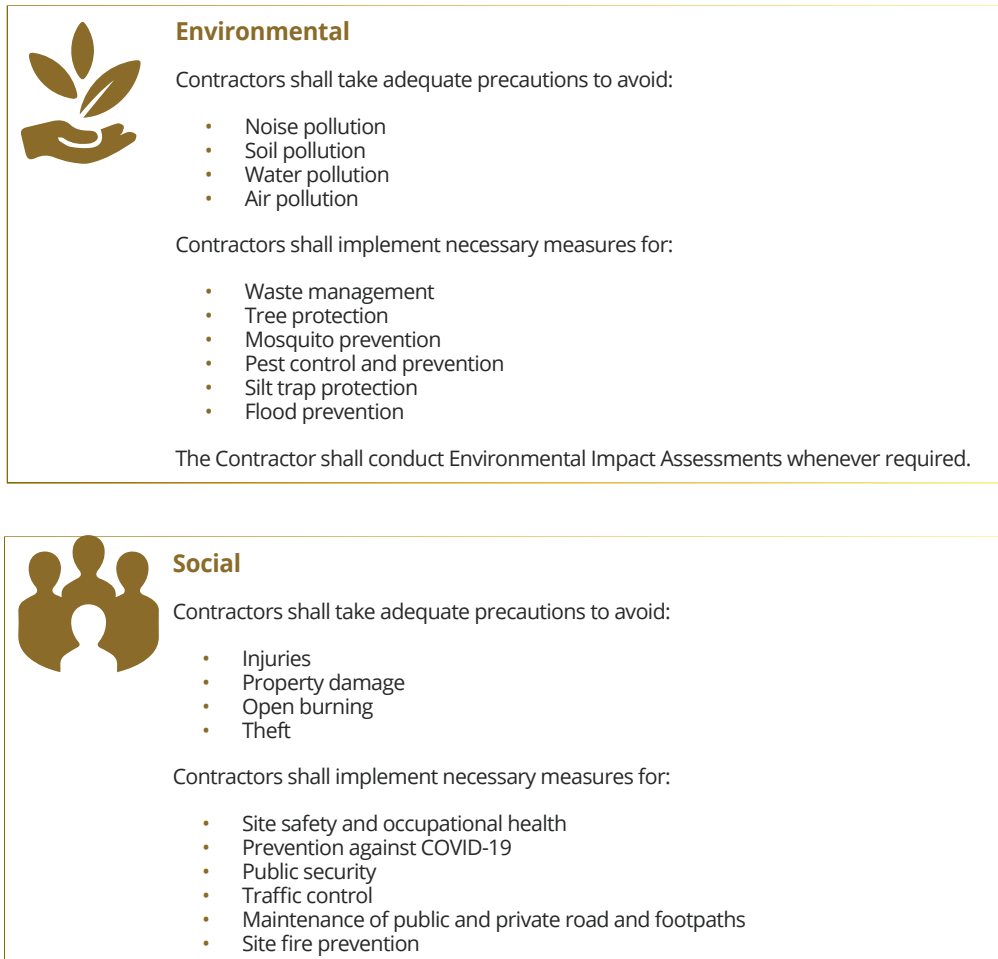 Environmental
Contractors shall take adequate precautions to avoid:
• Noise pollution
• Soil pollution
• Water pollution
• Air pollution
Contractors shall implement necessary measures for:
• Waste management
• Tree protection
• Mosquito prevention
• Pest control and prevention
• Silt trap protection
• Flood prevention
The Contractor shall conduct Environmental Impact Assessments whenever required.
Social
Contractors shall take adequate precautions to avoid:
• Injuries
• Property damage
• Open burning
• Theft
Contractors shall implement necessary measures for:
• Site safety and occupational health
• Prevention against COVID-19
• Public security
• Traffic control
• Maintenance of public and private road and footpaths
• Site fire prevention